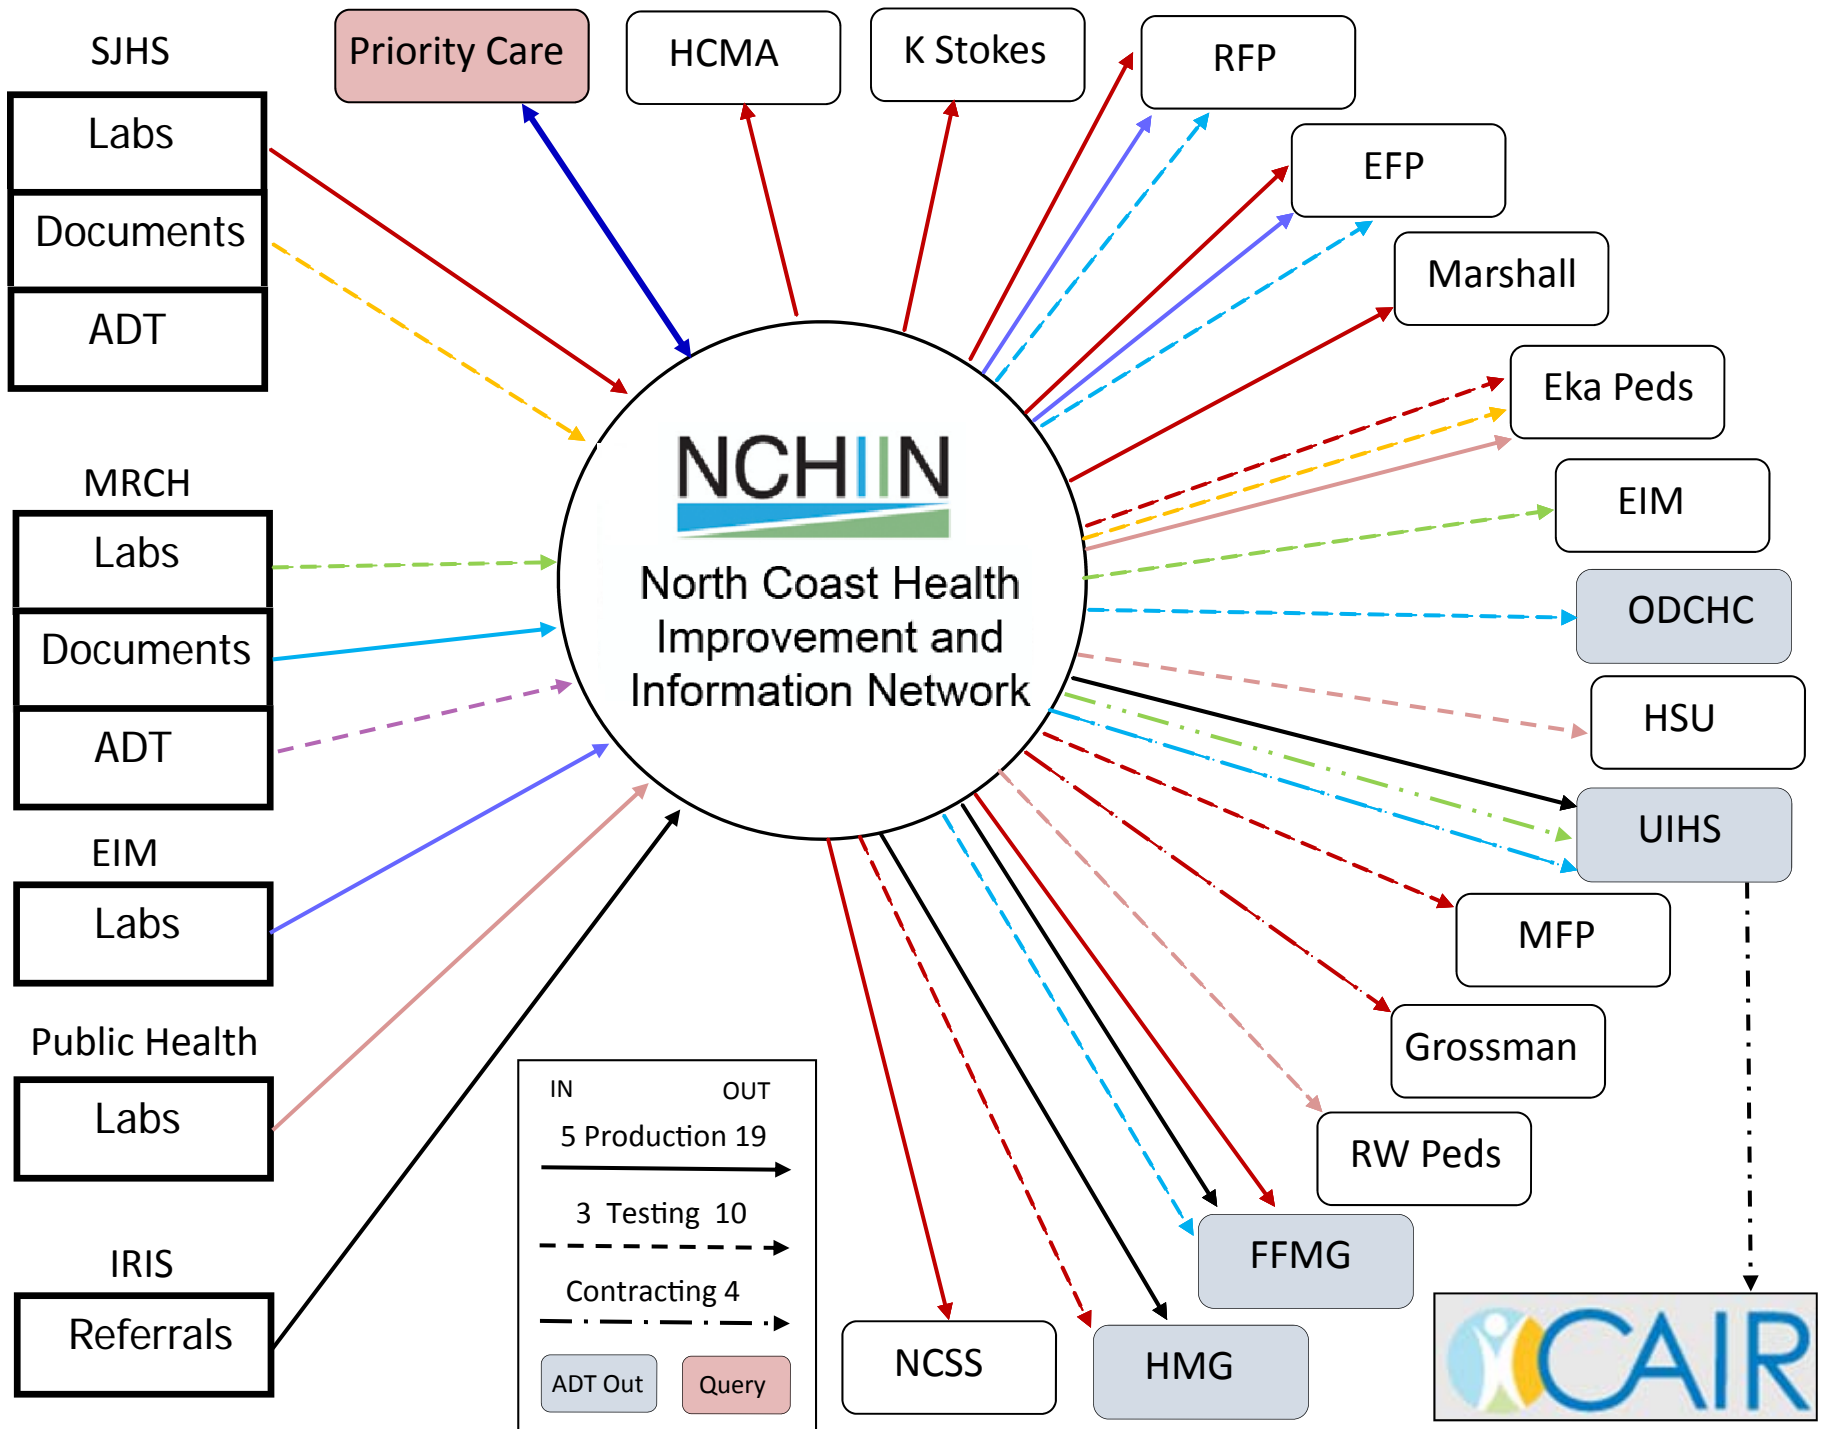 SJHS
Labs
Documents
ADT
MRCH
Labs
Documents
ADT
EIM
Labs
Public Health
Labs
IRIS
Referrals
Priority Care
HCMA
K Stokes
RFP
EFP
Marshall
Eka Peds
EIM
ODCHC
HSU
UIHS
MFP
Grossman
RW Peds
FFMG
HMG
NCSS
CAIR
NCHIIN
North Coast Health
Improvement and
Information Network
IN OUT
5 Production 19
3 Testing 10
Contracting 4
ADT Out
Query